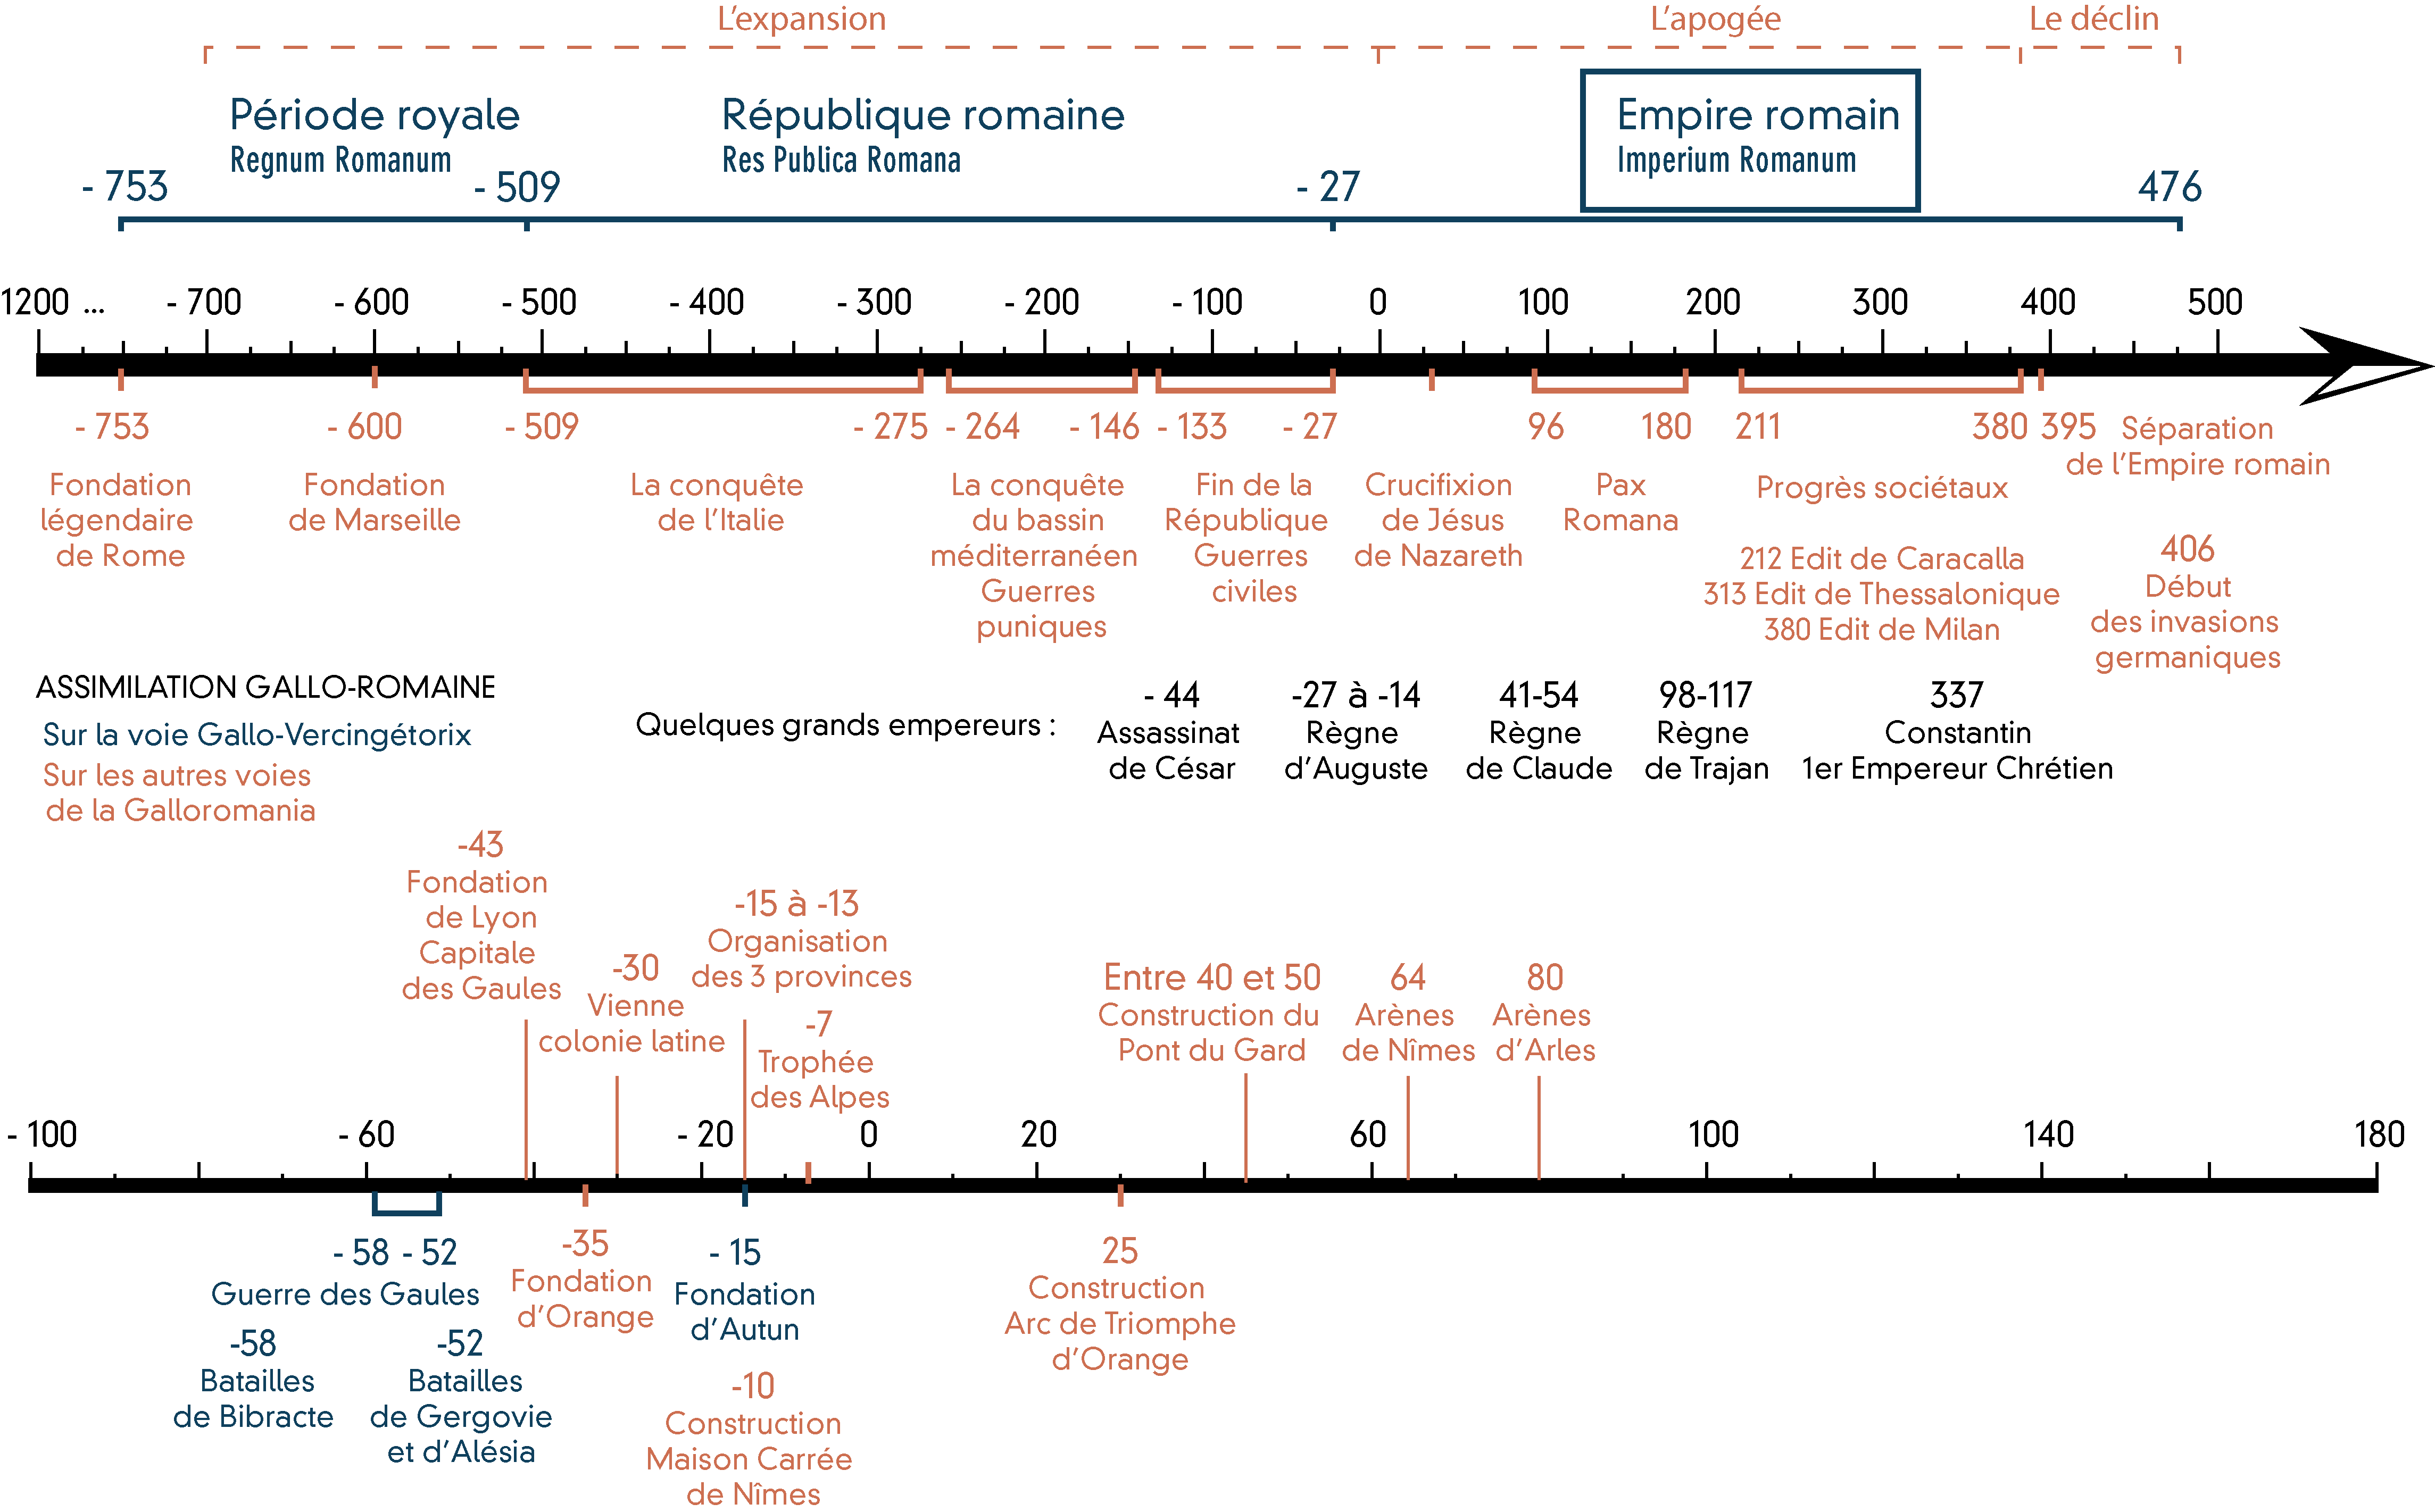 L'expansion
L'apogée
Le déclin
Période royale
Regnum Romanum
République romaine
Res Publica Romana
Empire romain
Imperium Romanum
- 753
- 509
- 27
476
1200 ...
- 700
- 600
- 500
- 400
- 300
- 200
- 100
0
100
200
300
400
500
- 753
Fondation
légendaire
de Rome
- 600
Fondation
de Marseille
- 509
- 275
La conquête
de l'Italie
- 264
- 146
La conquête
du bassin
méditerranéen
Guerres
puniques
- 133
- 27
Fin de la
République
Guerres
civiles
Crucifixion
de Jésus
de Nazareth
96
180
Pax
Romana
211
380
Progrès sociétaux
212 Edit de Caracalla
313 Edit de Thessalonique
380 Edit de Milan
395
Séparation
de l'Empire romain
406
Début
des invasions
germaniques
ASSIMILATION GALLO-ROMAINE
Sur la voie Gallo-Vercingétorix
Sur les autres voies
de la Galloromania
Quelques grands empereurs :
- 44
Assassinat
de César
-27 à -14
Règne
d'Auguste
41-54
Règne
de Claude
98-117
Règne
de Trajan
337
Constantin
1er Empereur Chrétien
-43
Fondation
de Lyon
Capitale
des Gaules
-30
Vienne
colonie latine
-15 à -13
Organisation
des 3 provinces
-7
Trophée
des Alpes
Entre 40 et 50
Construction du
Pont du Gard
64
Arènes
de Nîmes
80
Arènes
d'Arles
- 100
- 60
- 20
0
20
60
100
140
180
- 58 - 52
Guerre des Gaules
-58
Batailles
de Bibracte
-52
Batailles
de Gergovie
et d'Alésia
-35
Fondation
d'Orange
- 15
Fondation
d'Autun
-10
Construction
Maison Carrée
de Nîmes
25
Construction
Arc de Triomphe
d'Orange